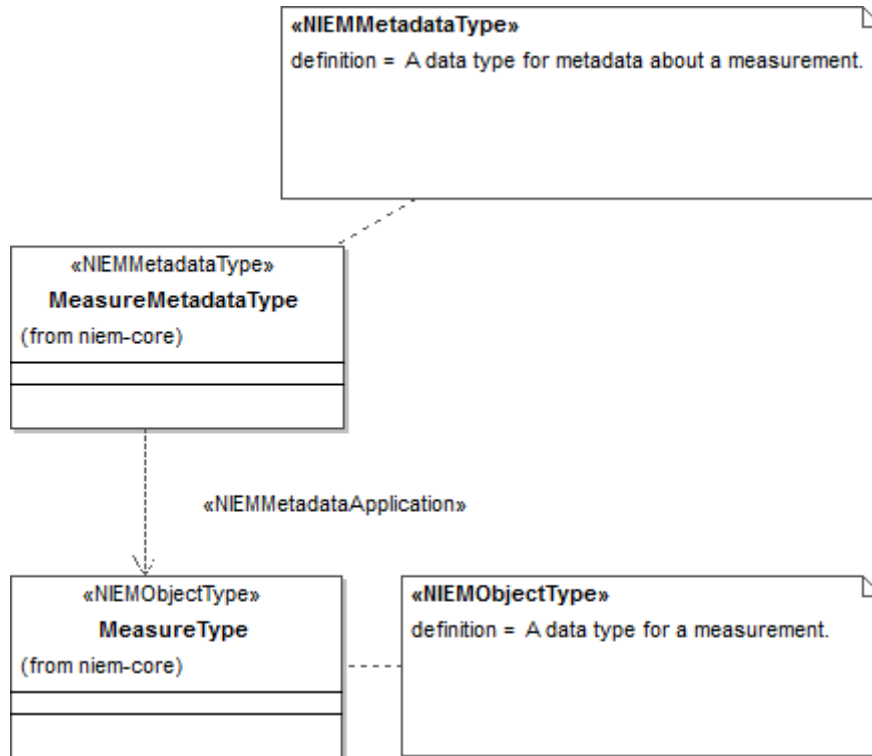 «NIEMMetadataType»
definition = A data type for metadata about a measurement.
«NIEMMetadataType»
MeasureMetadataType
(from niem-core)
«NIEMMetadataApplication»
«NIEMObjectType»
MeasureType
(from niem-core)
«NIEMObjectType»
definition = A data type for a measurement.